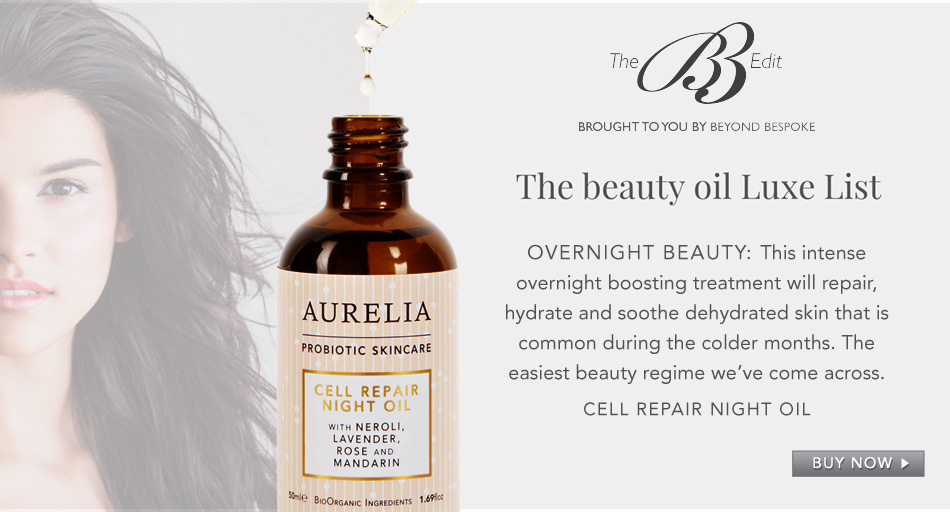 The BB Edit
BROUGHT TO YOU BY BEYOND BESPOKE
The beauty oil Luxe List
OVERNIGHT BEAUTY: This intense
overnight boosting treatment will repair,
hydrate and soothe dehydrated skin that is
common during the colder months. The
easiest beauty regime we've come across.
CELL REPAIR NIGHT OIL
BUY NOW
AURELIA
PROBIOTIC SKINCARE
CELL REPAIR
NIGHT OIL
WITH NEROLI,
LAVENDER,
ROSE AND
MANDARIN
50ml℮ BIOORGANIC INGREDIENTS 1.69floz